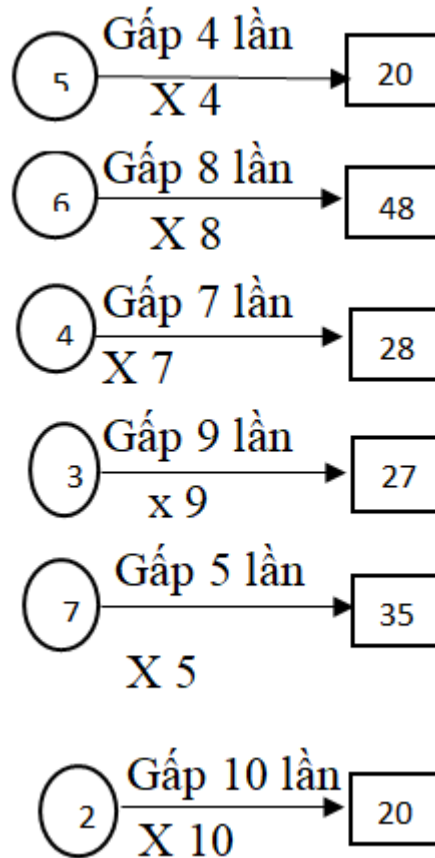 Gấp 4 lần
5 20
X 4
Gấp 8 lần
6 48
X 8
Gấp 7 lần
4 28
X 7
Gấp 9 lần
3 27
x 9
Gấp 5 lần
7 35
X 5
Gấp 10 lần
2 20
X 10